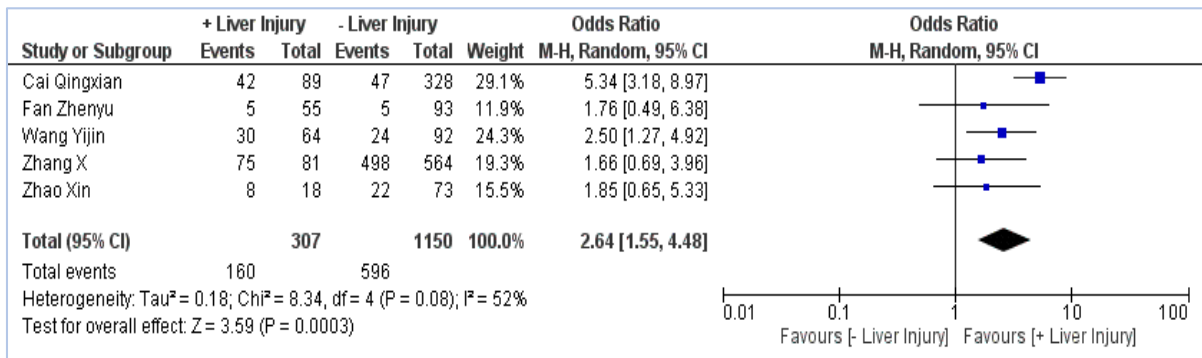 + Liver Injury - Liver Injury Odds Ratio Odds Ratio
Study or Subgroup Events Total Events Total Weight M-H, Random, 95% CI M-H, Random, 95% CI
Cai Qingxian 42 89 47 328 29.1% 5.34 [3.18, 8.97]
Fan Zhenyu 5 55 5 93 11.9% 1.76 [0.49, 6.38]
Wang Yijin 30 64 24 92 24.3% 2.50 [1.27, 4.92]
Zhang X 75 81 498 564 19.3% 1.66 [0.69, 3.96]
Zhao Xin 8 18 22 73 15.5% 1.85 [0.65, 5.33]
Total (95% CI) 307 1150 100.0% 2.64 [1.55, 4.48]
Total events 160 596
Heterogeneity: Tau² = 0.18; Chi² = 8.34, df = 4 (P = 0.08); I² = 52%
Test for overall effect: Z = 3.59 (P = 0.0003)
0.01 0.1 1 10 100
Favours [- Liver Injury] Favours [+ Liver Injury]